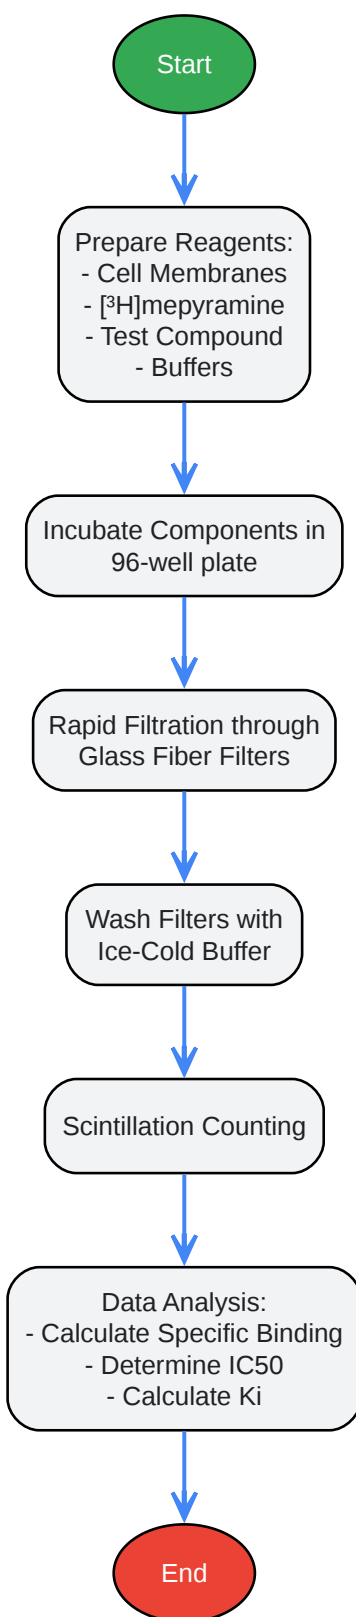 Start
Prepare Reagents:
- Cell Membranes
- [³H]mepyramine
- Test Compound
- Buffers
Incubate Components in
96-well plate
Rapid Filtration through
Glass Fiber Filters
Wash Filters with
Ice-Cold Buffer
Scintillation Counting
Data Analysis:
- Calculate Specific Binding
- Determine IC50
- Calculate Ki
End